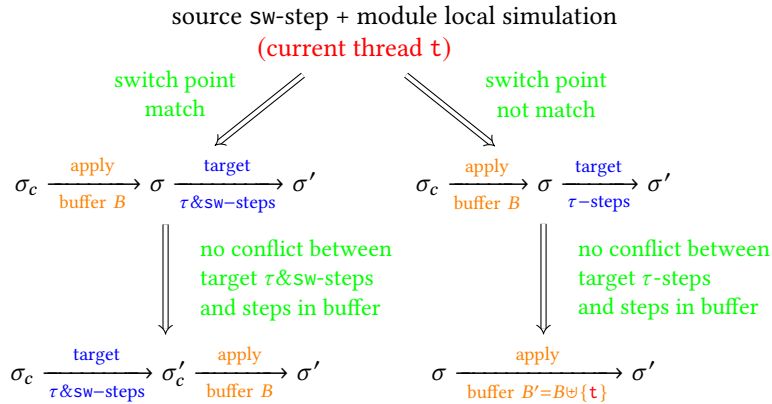 source sw-step + module local simulation
(current thread t)
switch point
match
switch point
not match
σc apply buffer B σ target τ&sw−steps σ′
σc apply buffer B σ target τ−steps σ′
no conflict between
target τ&sw-steps
and steps in buffer
no conflict between
target τ-steps
and steps in buffer
σc target τ&sw−steps σ′c apply buffer B σ′
σ apply buffer B′=B⊎{t} σ′